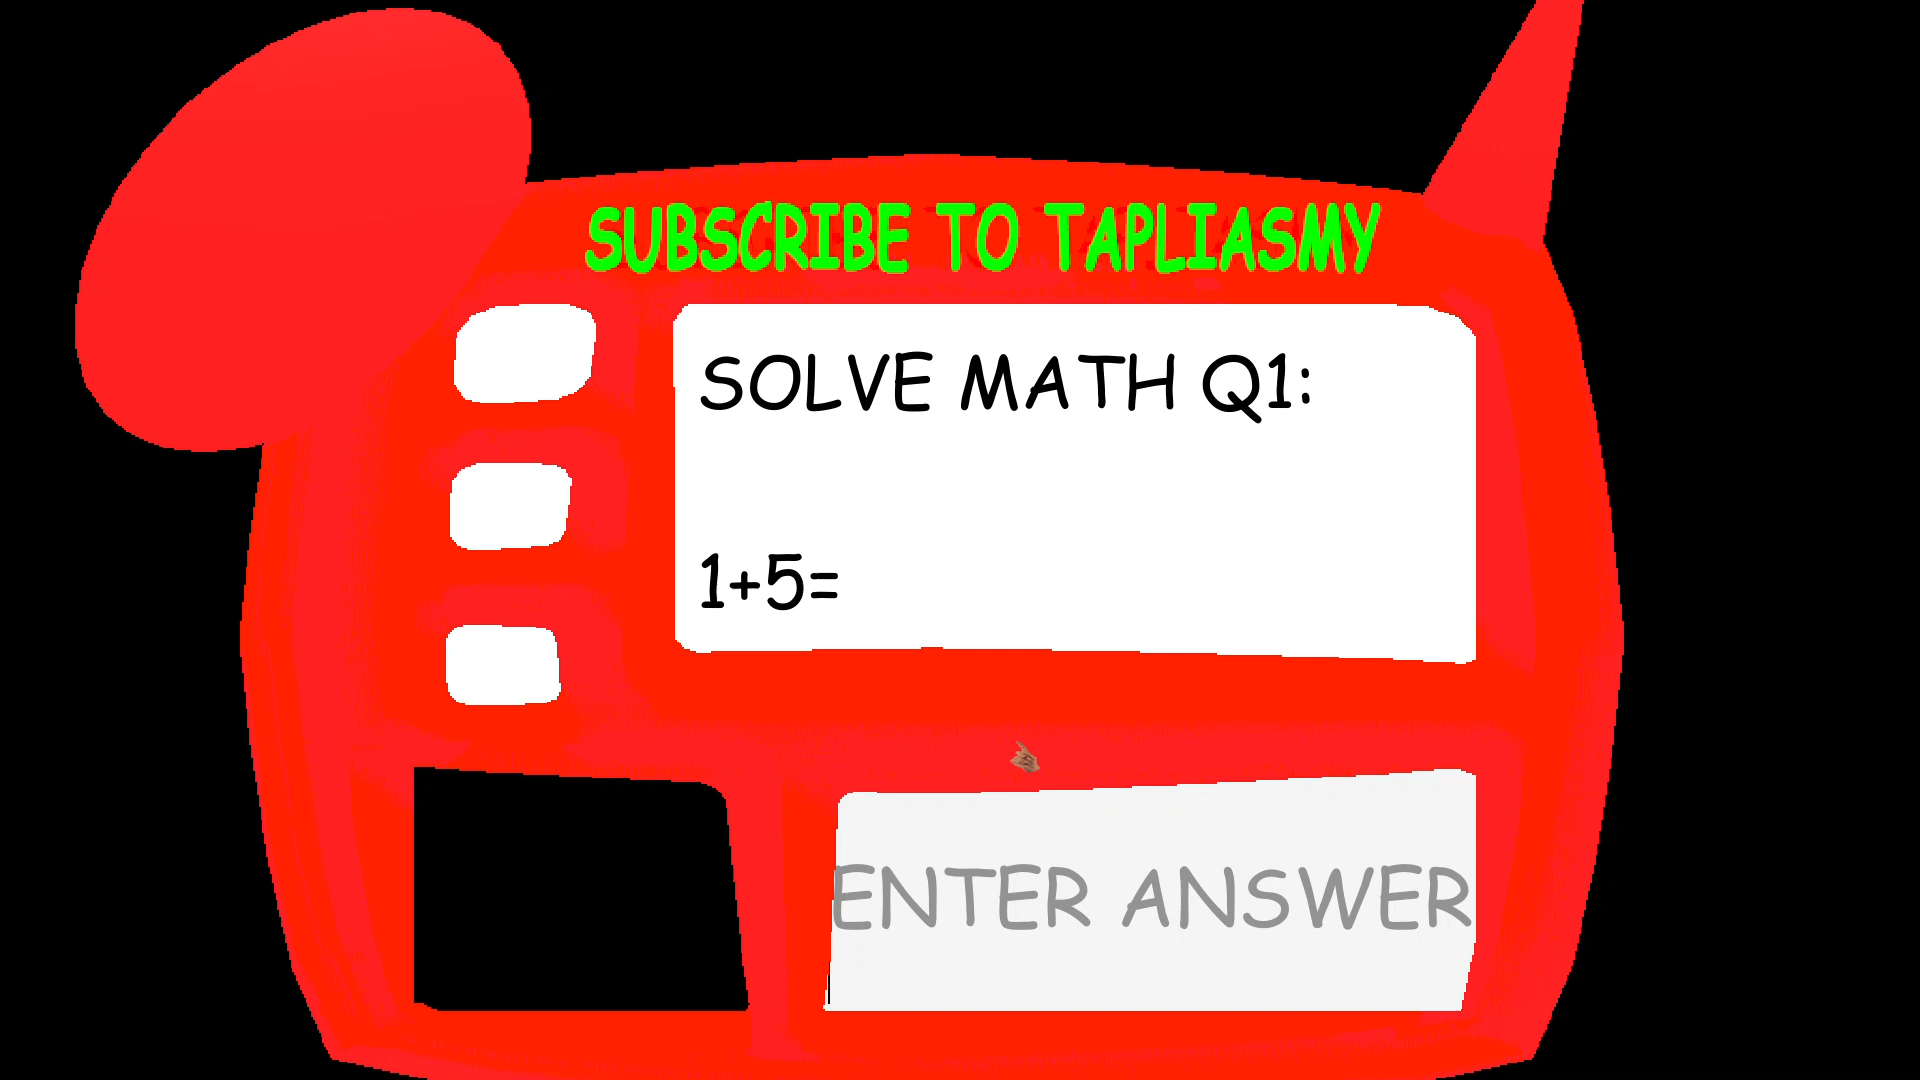 SUBSCRIBE TO TAPLIASMY
SOLVE MATH Q1:
1+5=
ENTER ANSWER